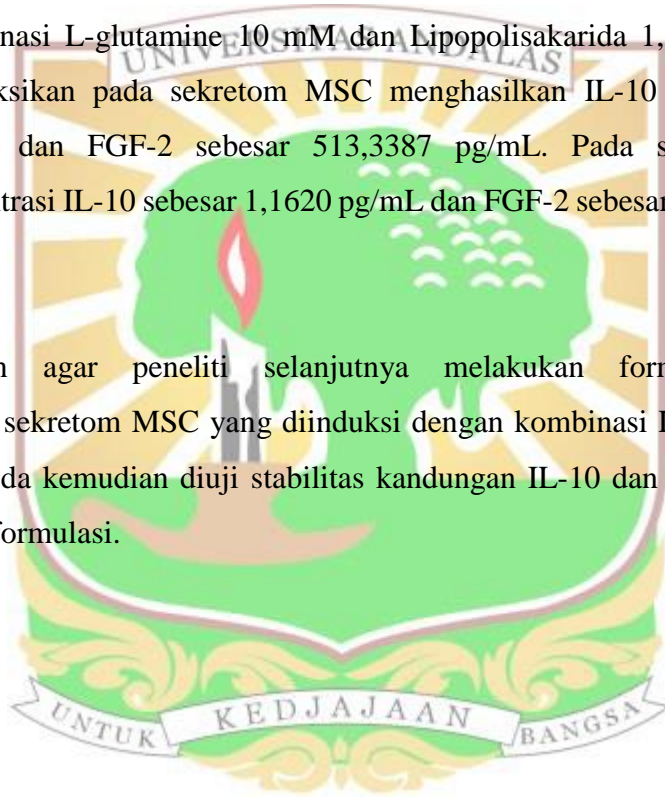 nasi L-glutamine 10 mM dan Lipopolisakarida 1,
UNIVERSITAS ANDALAS
ksikan pada sekretom MSC menghasilkan IL-10
dan FGF-2 sebesar 513,3387 pg/mL. Pada s
trasi IL-10 sebesar 1,1620 pg/mL dan FGF-2 sebesar
n agar peneliti selanjutnya melakukan for
sekretom MSC yang diinduksi dengan kombinasi
da kemudian diuji stabilitas kandungan IL-10 dan
formulasi.
UNTUK KEDJAJAAN BANGSA